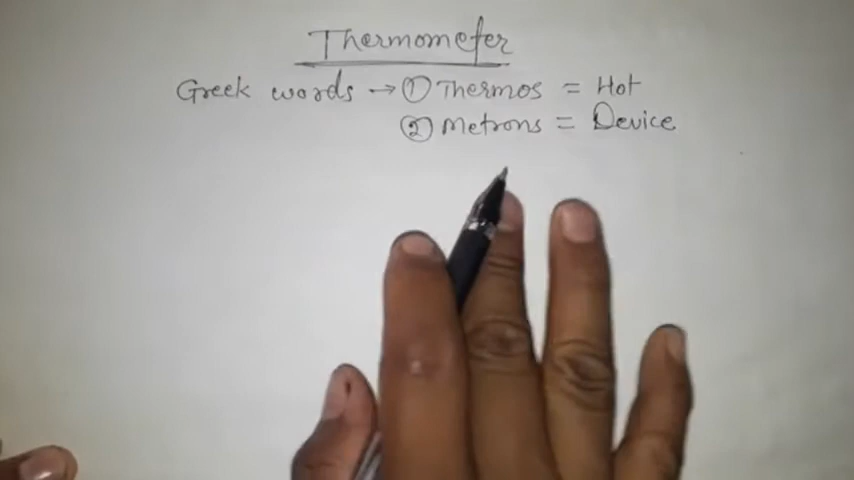 Thermometer
Greek words → ① Thermos = Hot
② Metrons = Device